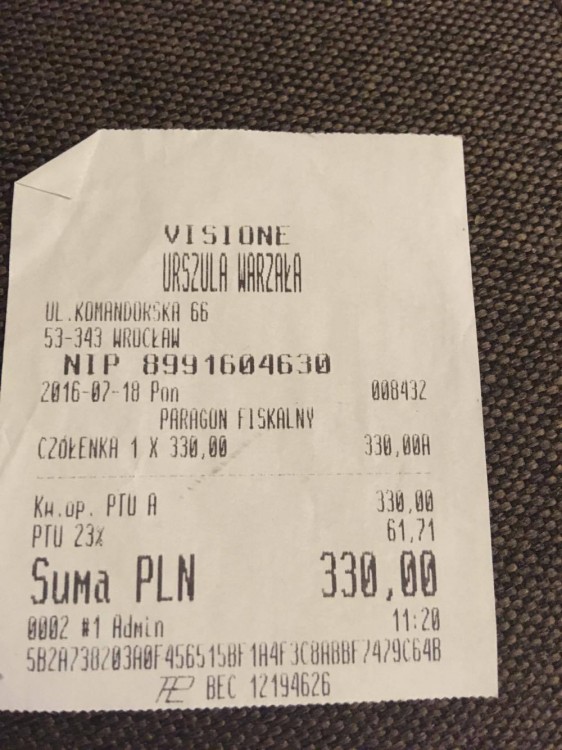 VISIONE
URSZULA WARZAŁA
UL.KOMANDORSKA 66
53-343 WROCŁAW
NIP 8991604630
2016-07-18 Pon 008432
PARAGON FISKALNY
CZÓŁENKA 1 X 330,00 330,00A
Kw.op. PTU A 330,00
PTU 23% 61,71
Suma PLN 330,00
0002 #1 Admin 11:20
5B2A738203A0F456515BF1A4F3C8A8BF7479C64B
BEC 12194626